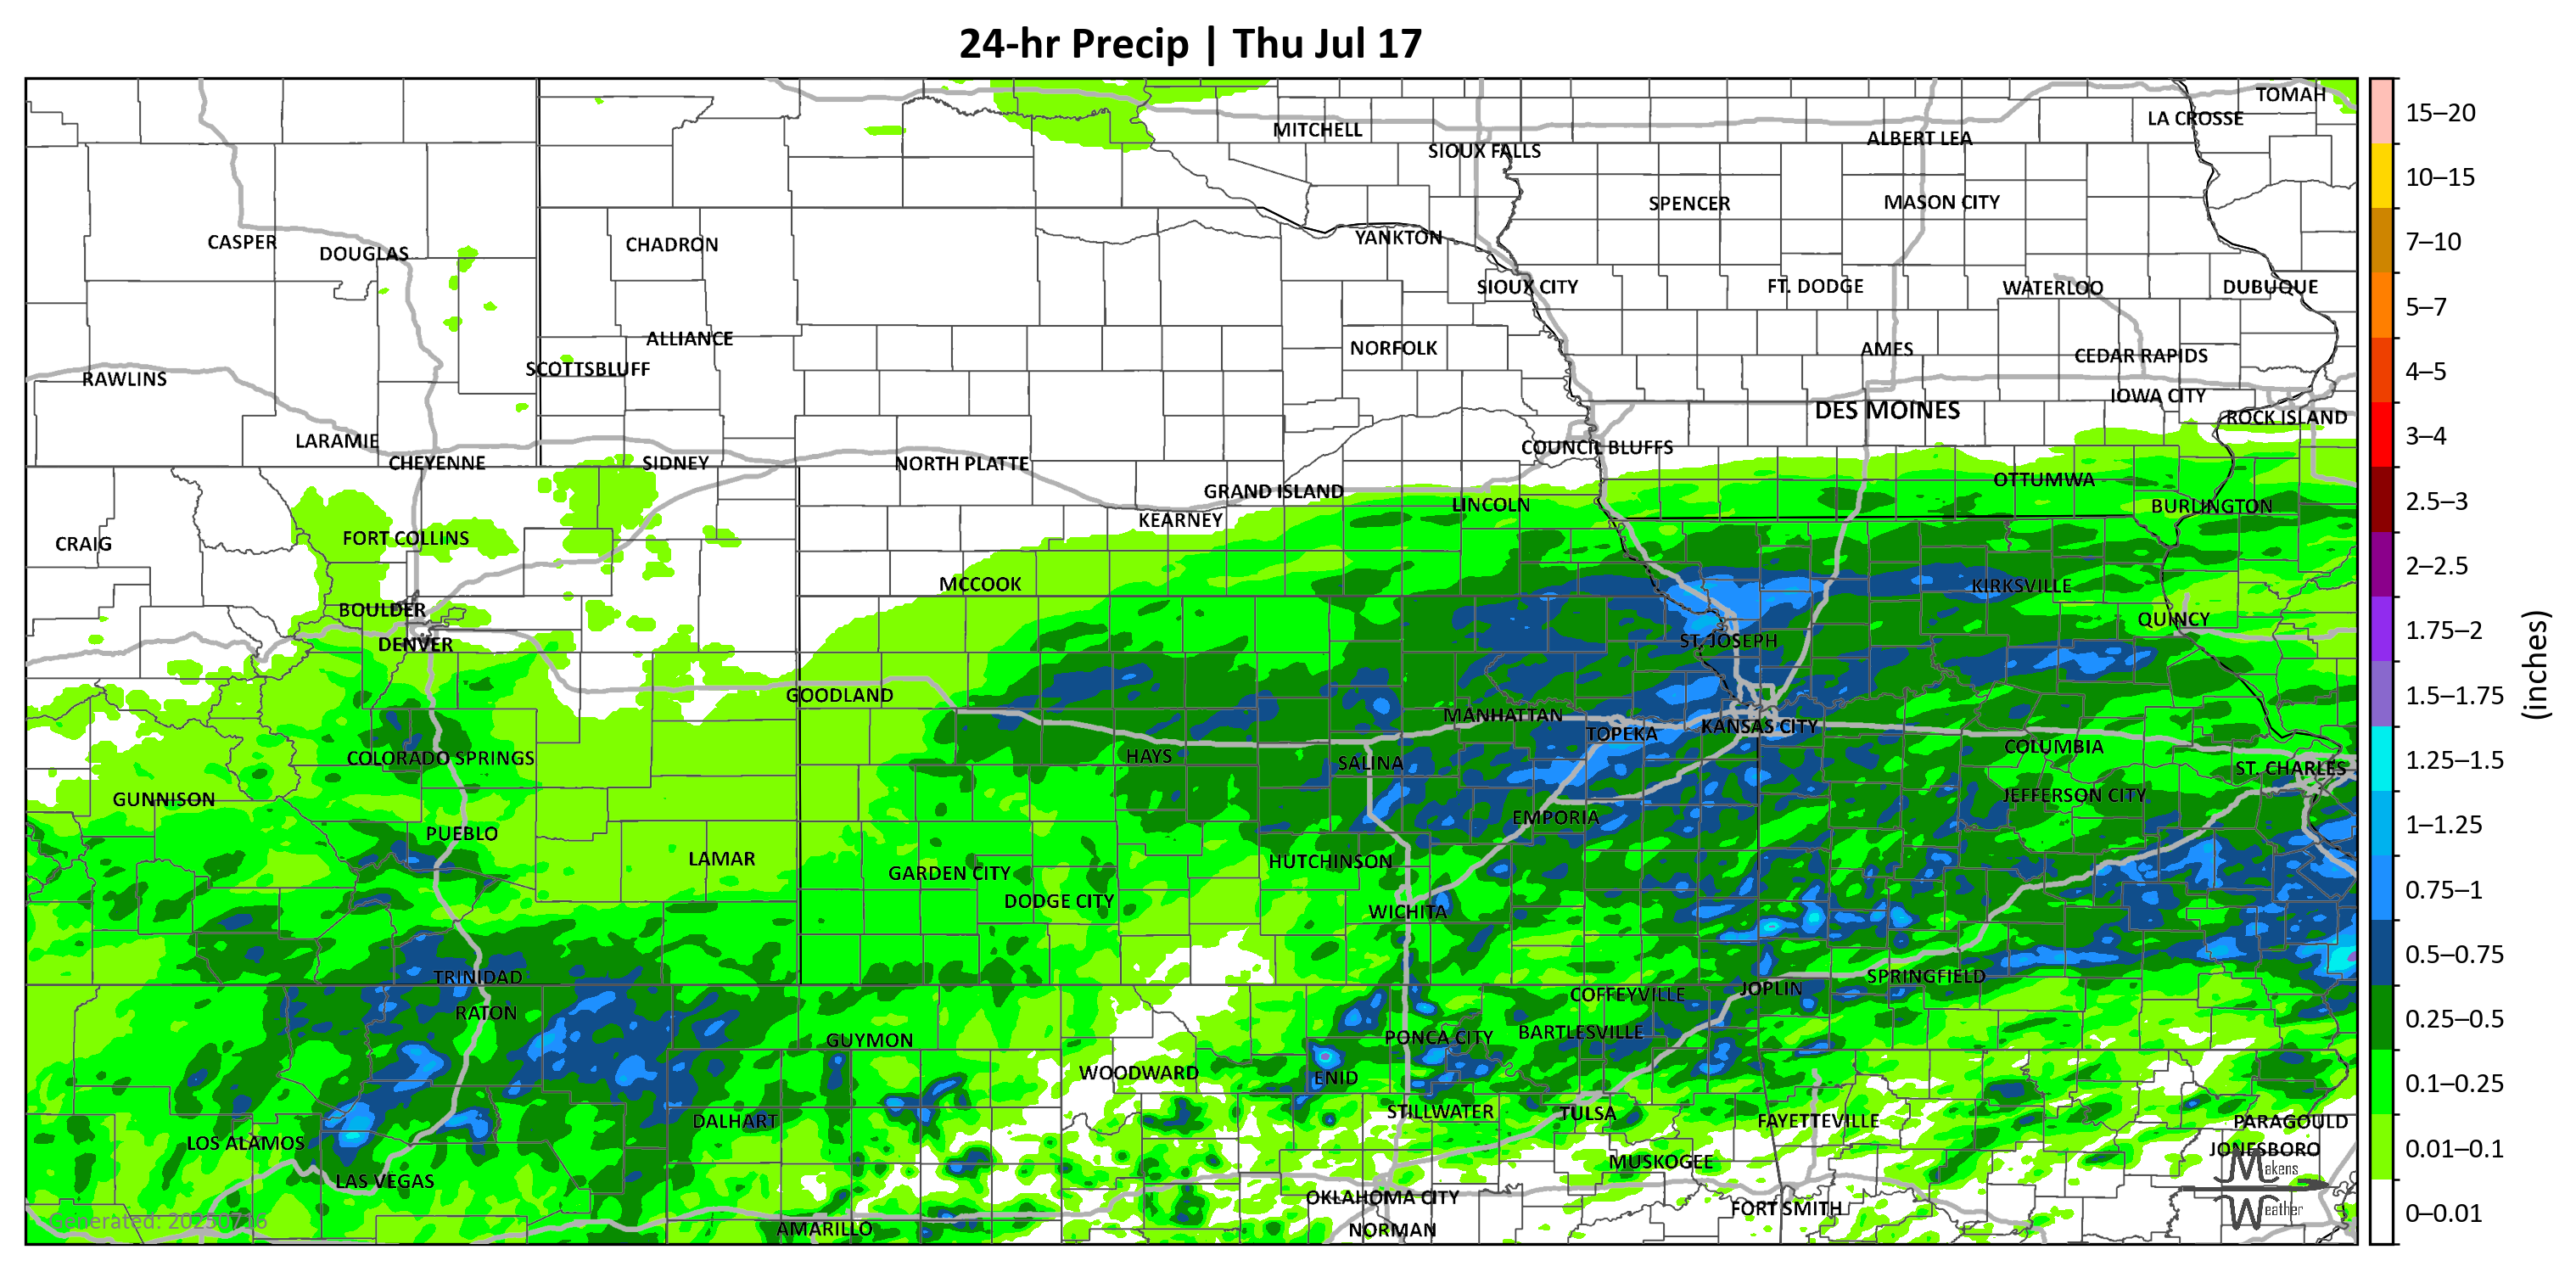 24-hr Precip | Thu Jul 17
TOMAH
LA CROSSE
MITCHELL
ALBERT LEA
SIOUX FALLS
SPENCER
MASON CITY
CASPER
DOUGLAS
CHADRON
YANKTON
SIOUX CITY
FT. DODGE
WATERLOO
DUBUQUE
ALLIANCE
NORFOLK
AMES
CEDAR RAPIDS
SCOTTSBLUFF
RAWLINS
IOWA CITY
DES MOINES
ROCK ISLAND
LARAMIE
COUNCIL BLUFFS
CHEYENNE
SIDNEY
NORTH PLATTE
OTTUMWA
GRAND ISLAND
LINCOLN
BURLINGTON
KEARNEY
CRAIG
FORT COLLINS
MCCOOK
KIRKSVILLE
BOULDER
QUINCY
DENVER
ST. JOSEPH
GOODLAND
MANHATTAN
KANSAS CITY
TOPEKA
COLUMBIA
COLORADO SPRINGS
HAYS
SALINA
ST. CHARLES
GUNNISON
JEFFERSON CITY
EMPORIA
PUEBLO
LAMAR
HUTCHINSON
GARDEN CITY
DODGE CITY
WICHITA
TRINIDAD
SPRINGFIELD
JOPLIN
COFFEYVILLE
RATON
BARTLESVILLE
PONCA CITY
GUYMON
WOODWARD
ENID
STILLWATER
TULSA
DALHART
FAYETTEVILLE
PARAGOULD
LOS ALAMOS
JONESBORO
MUSKOGEE
LAS VEGAS
OKLAHOMA CITY
FORT SMITH
AMARILLO
NORMAN
Generated: 20250716
Makens
Weather
15–20
10–15
7–10
5–7
4–5
3–4
2.5–3
2–2.5
1.75–2
1.5–1.75
1.25–1.5
1–1.25
0.75–1
0.5–0.75
0.25–0.5
0.1–0.25
0.01–0.1
0–0.01
(inches)